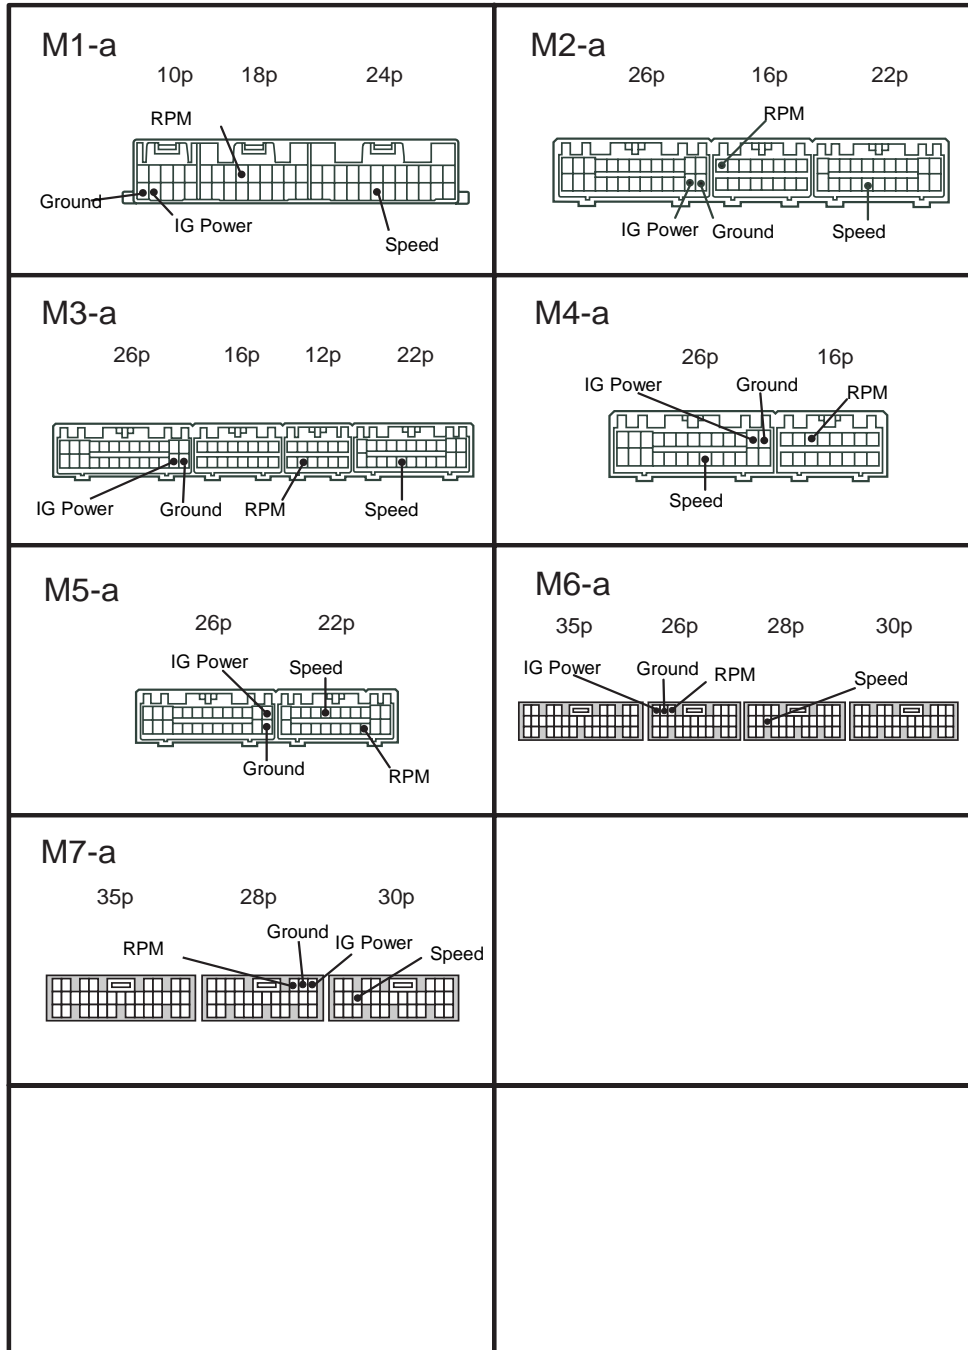 M1-a
10p 18p 24p
RPM
Ground
IG Power
Speed
M2-a
26p 16p 22p
RPM
IG Power Ground Speed
M3-a
26p 16p 12p 22p
IG Power Ground RPM Speed
M4-a
26p 16p
IG Power Ground RPM
Speed
M5-a
26p 22p
IG Power Speed
Ground RPM
M6-a
35p 26p 28p 30p
IG Power Ground RPM Speed
M7-a
35p 28p 30p
RPM Ground IG Power Speed